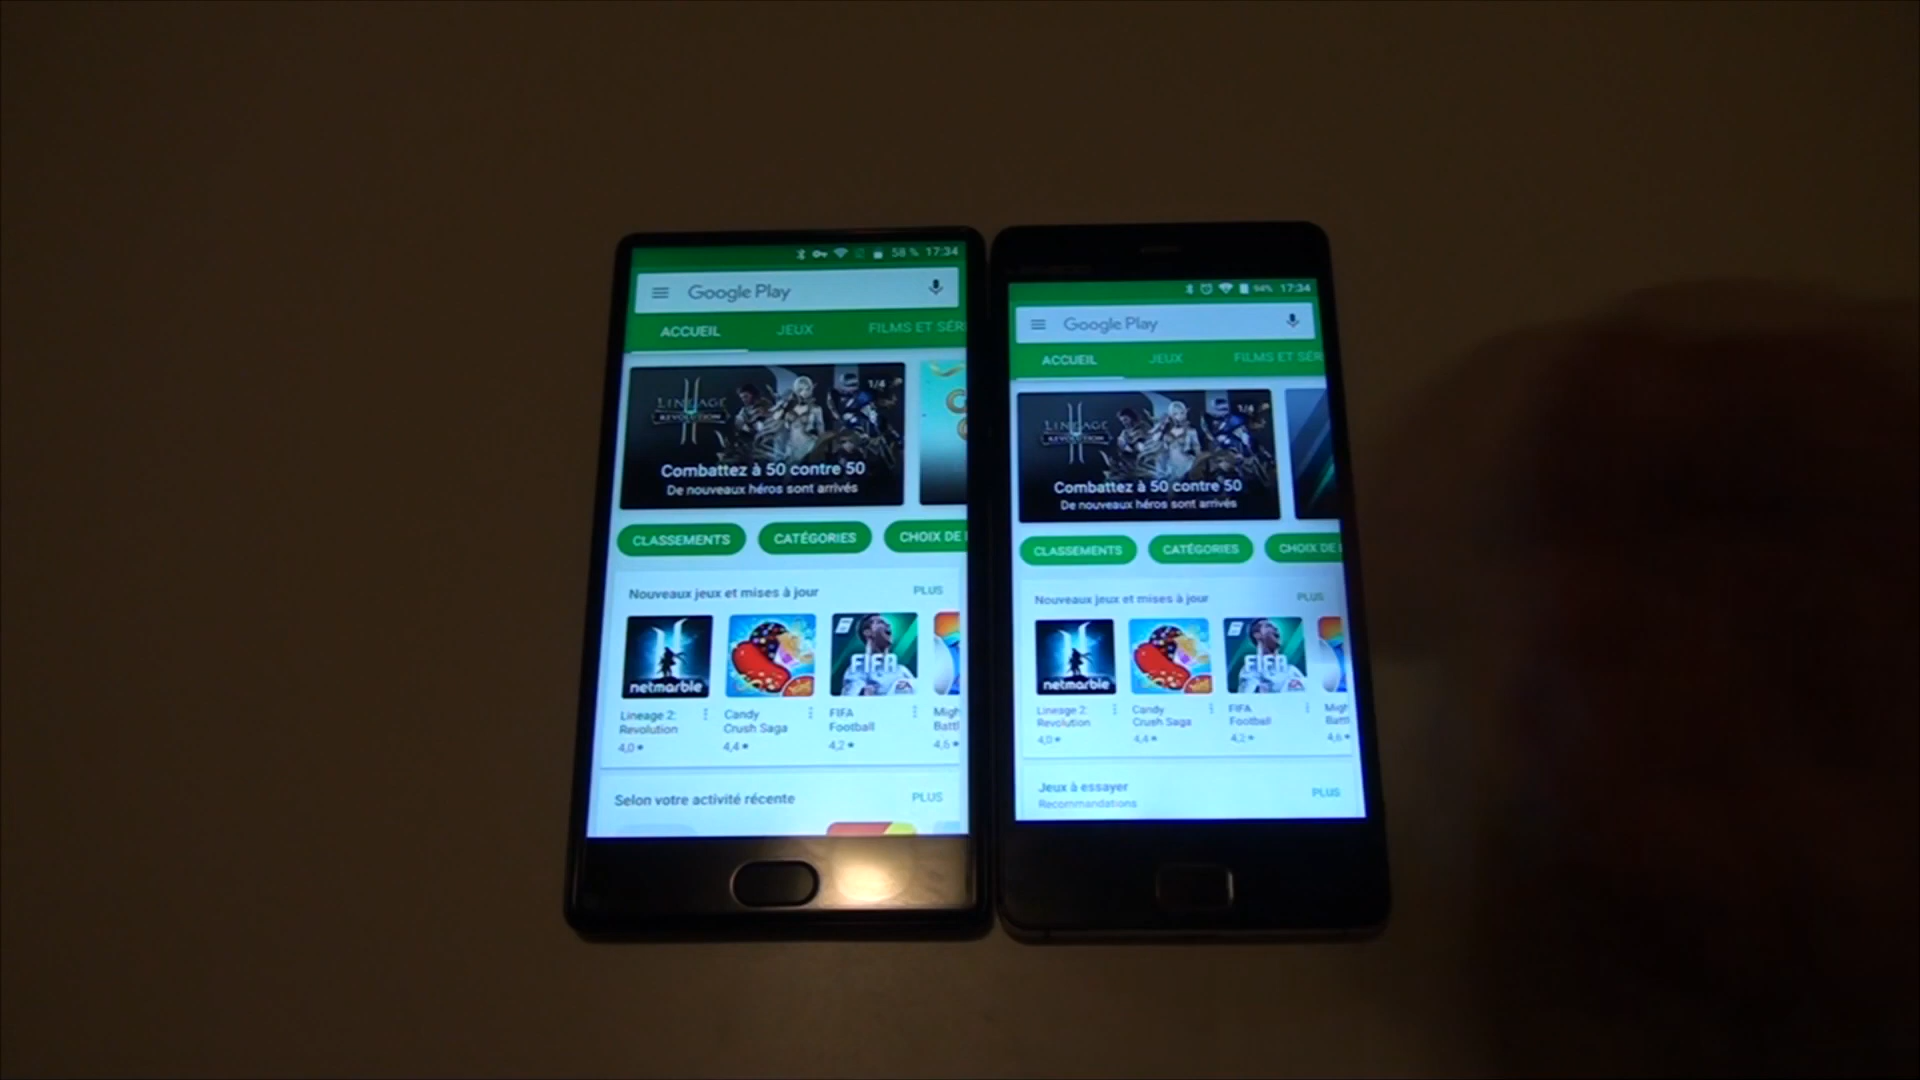 58 % 17:34
Google Play
ACCUEIL JEUX FILMS ET SÉR
1/4
LINEAGE
REVOLUTION
Combattez à 50 contre 50
De nouveaux héros sont arrivés
CLASSEMENTS CATÉGORIES CHOIX DE
Nouveaux jeux et mises à jour PLUS
netmarble
FIFA
Lineage 2: Revolution
Candy Crush Saga
FIFA Football
Migh
Battl
4,0 4,4 4,2 4,6
Selon votre activité récente PLUS
94% 17:34
Google Play
ACCUEIL JEUX FILMS ET SÉR
1/4
LINEAGE
REVOLUTION
Combattez à 50 contre 50
De nouveaux héros sont arrivés
CLASSEMENTS CATÉGORIES CHOIX DE
Nouveaux jeux et mises à jour PLUS
netmarble
FIFA
Lineage 2: Revolution
Candy Crush Saga
FIFA Football
Migh
Battl
4,0 4,4 4,2 4,6
Jeux à essayer PLUS
Recommandations